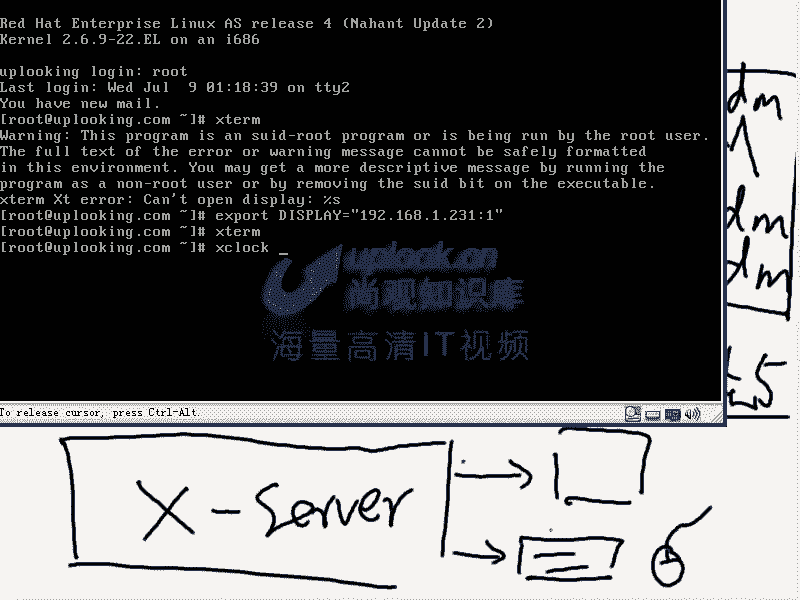 Red Hat Enterprise Linux AS release 4 (Nahant Update 2)
Kernel 2.6.9-22.EL on an i686
uplooking login: root
Last login: Wed Jul  9 01:18:39 on tty2
You have new mail.
[root@uplooking.com ~]# xterm
Warning: This program is an suid-root program or is being run by the root user.
The full text of the error or warning message cannot be safely formatted
in this environment. You may get a more descriptive message by running the
program as a non-root user or by removing the suid bit on the executable.
xterm Xt error: Can't open display: %s
[root@uplooking.com ~]# export DISPLAY="192.168.1.231:1"
[root@uplooking.com ~]# xterm
[root@uplooking.com ~]# xclock _
uplook.cn
尚观知识库
海量高清IT视频
dm
dm
dm
5
To release cursor, press Ctrl-Alt.
X-Server